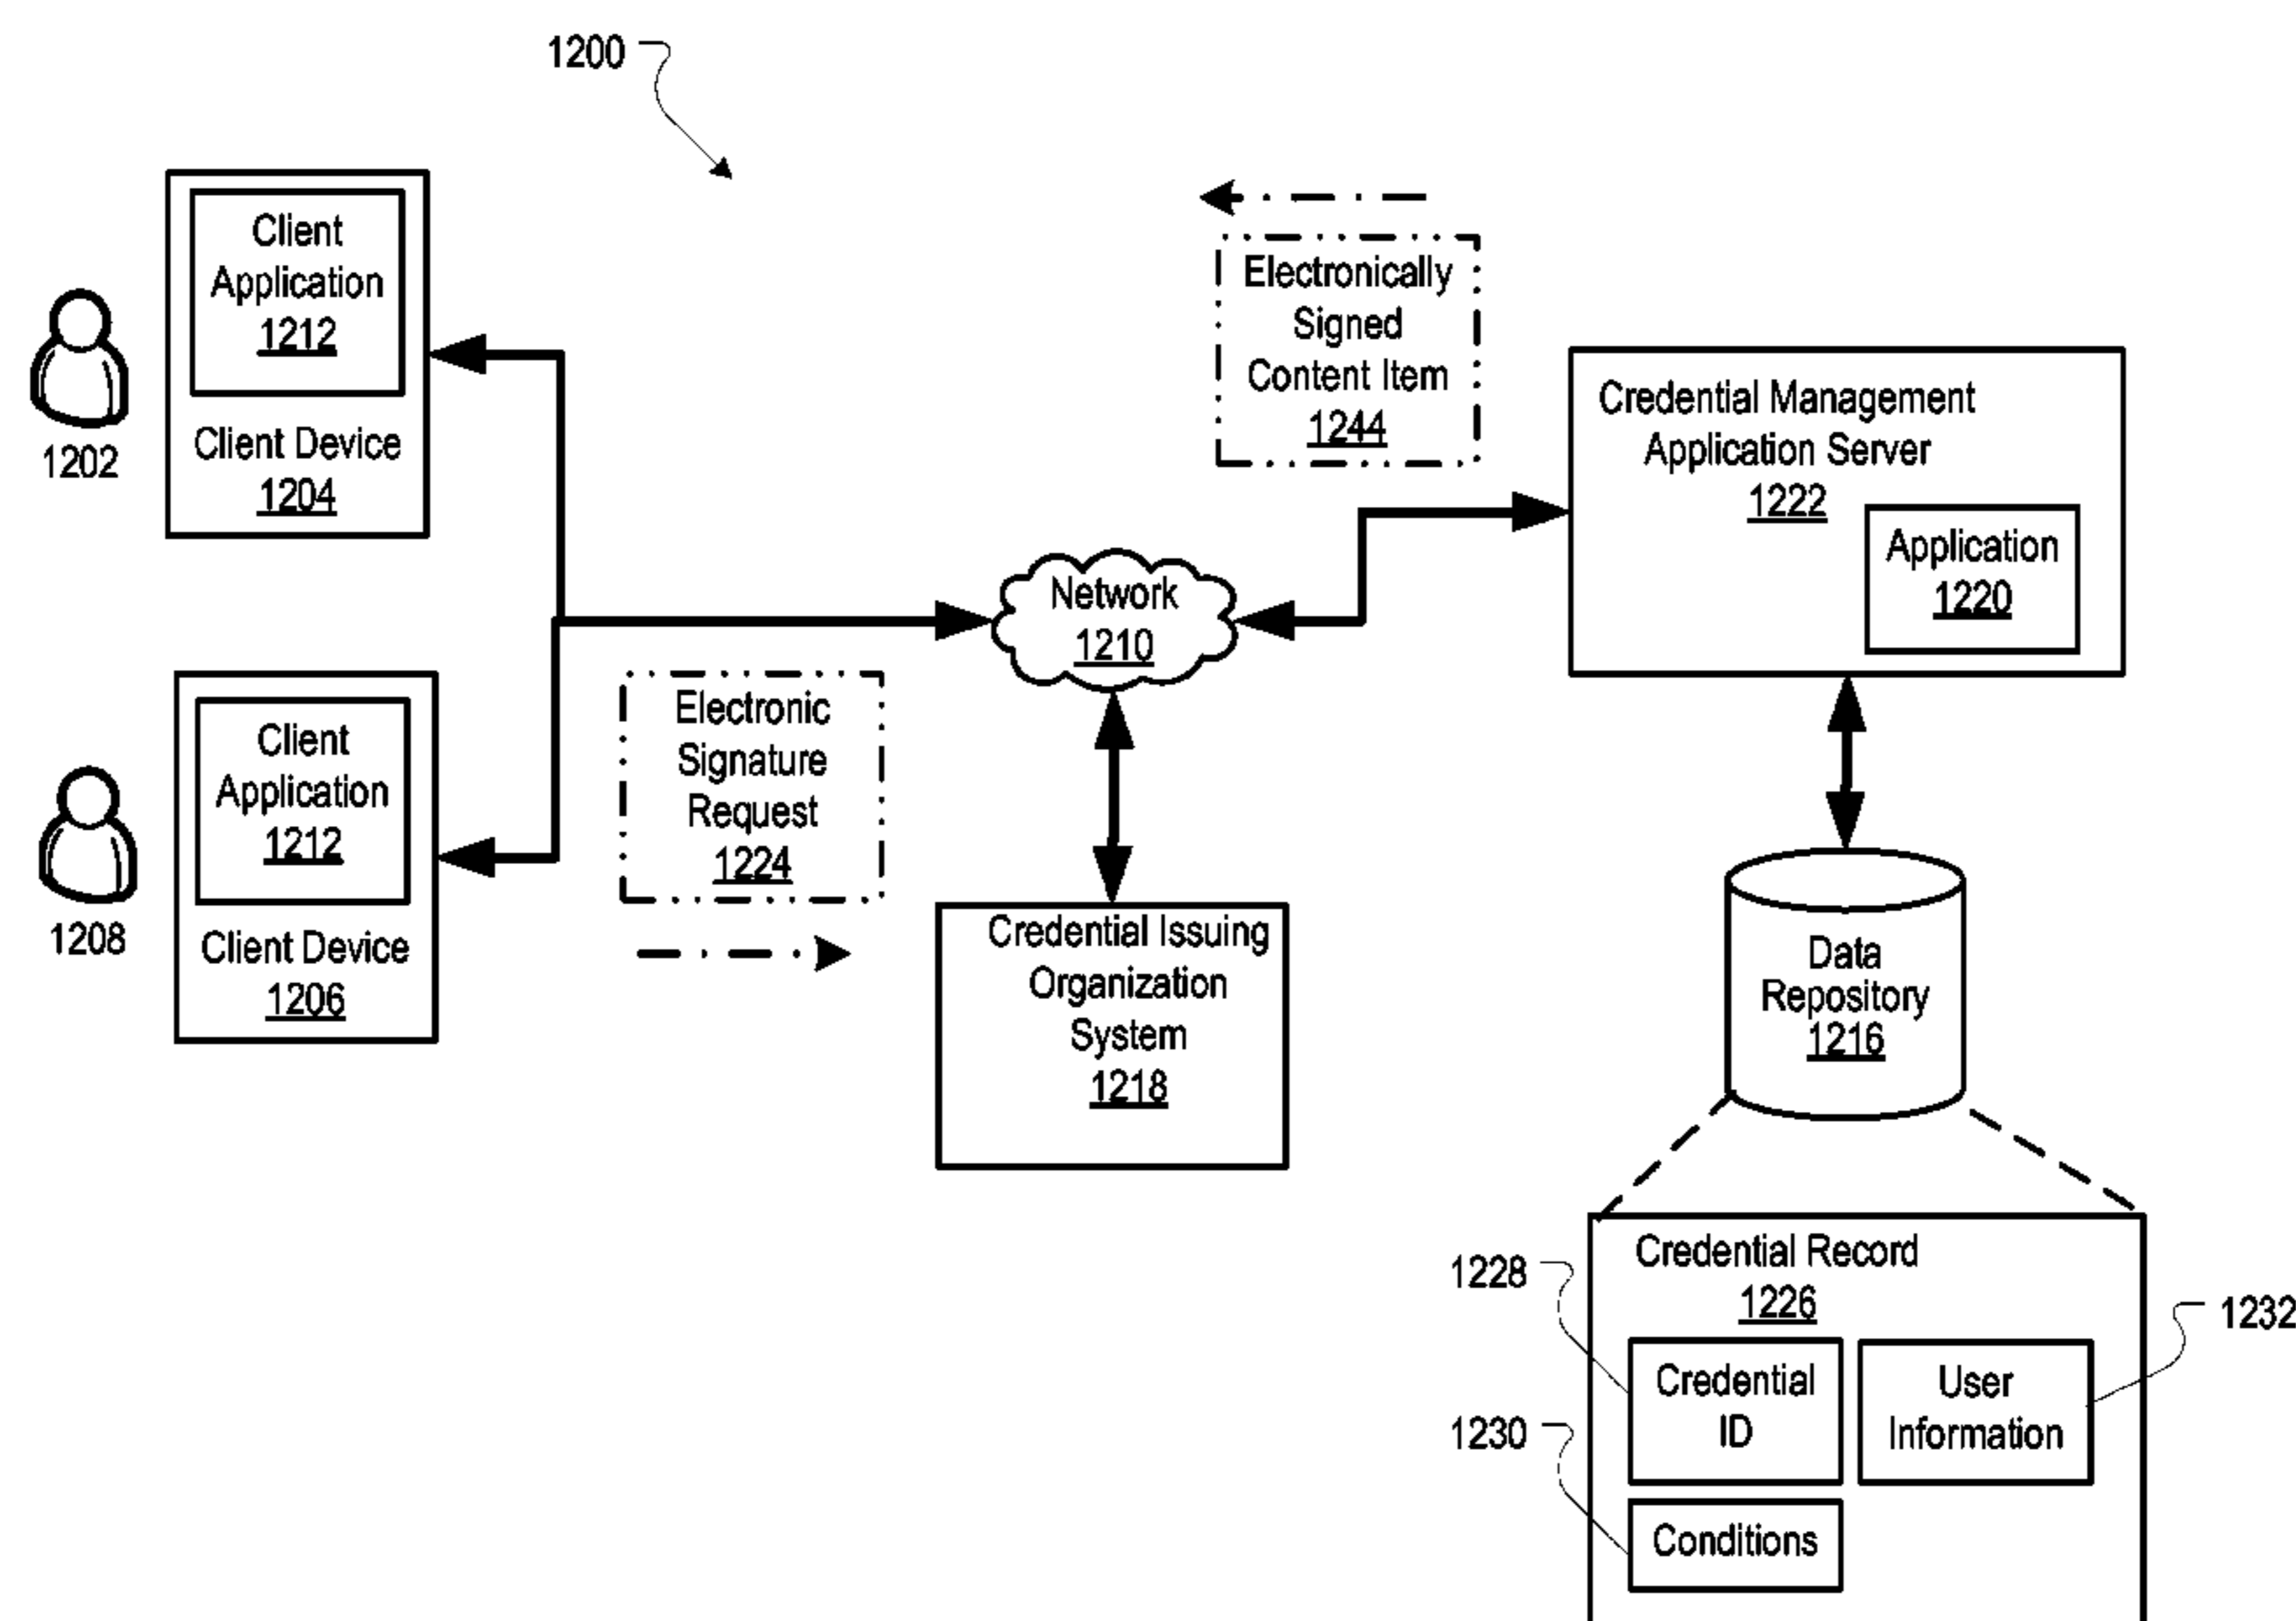 1200
Client
Application
1212
Client Device
1204
1202
Electronically
Signed
Content Item
1244
Credential Management
Application Server
1222
Application
1220
Network
1210
Client
Application
1212
Client Device
1206
1208
Electronic
Signature
Request
1224
Credential Issuing
Organization
System
1218
Data
Repository
1216
Credential Record
1226
1228
1232
Credential
ID
User
Information
1230
Conditions